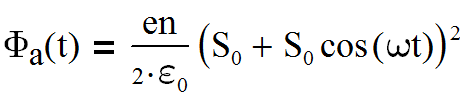 Φₐ(t) = en / 2·ε₀ (S₀ + S₀ cos(ωt))²